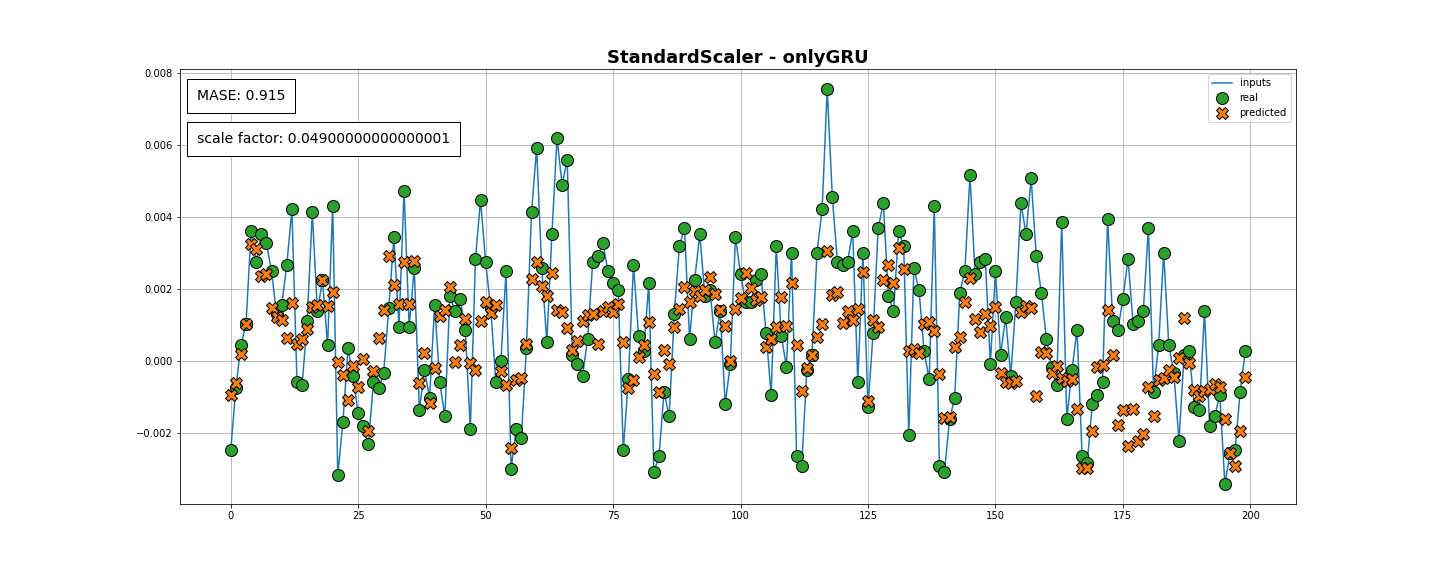 StandardScaler - onlyGRU
MASE: 0.915
scale factor: 0.04900000000000001
inputs
real
predicted
0.008
0.006
0.004
0.002
0.000
−0.002
0 25 50 75 100 125 150 175 200